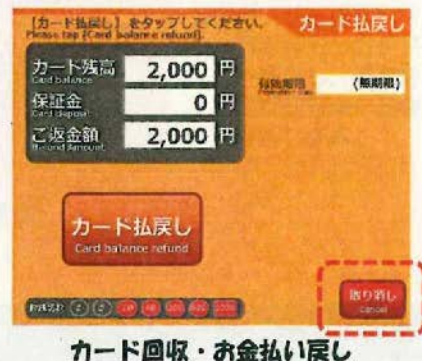 【カード払戻し】をタップしてください。
Please tap [Card balance refund].
カード払戻し
カード残高
Card balance
2,000 円
保証金
Card deposit
0 円
ご返金額
Refund Amount
2,000 円
有効期限
(無期限)
カード払戻し
Card balance refund
取り消し
Cancel
カード回収・お金払い戻し